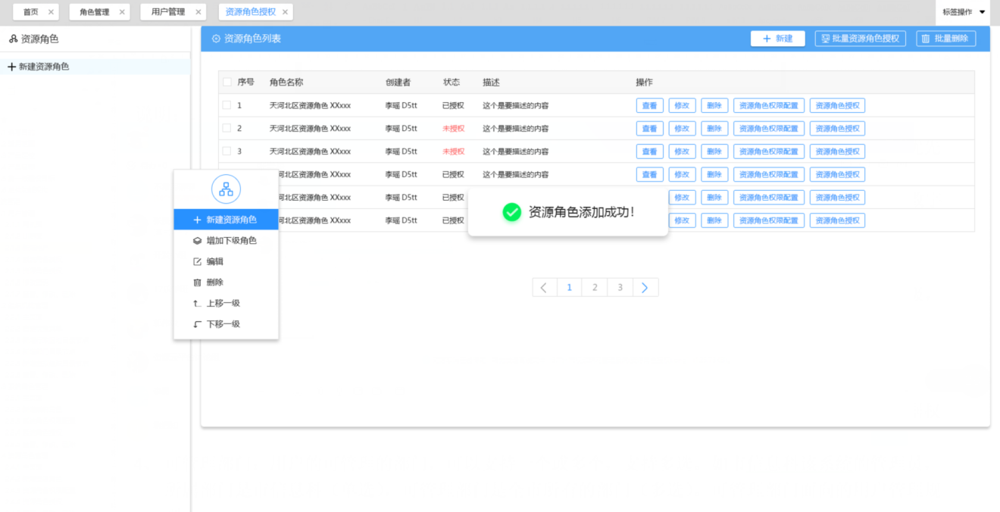 首页 用户管理 角色管理 资源角色授权 标签操作
资源角色
新建资源角色
资源角色列表 新建 批量资源角色授权 批量删除
序号 角色名称 创建者 状态 描述 操作
1 天河北区资源角色 XXxxx 李瑶 D5tt 已授权 这个是要描述的内容 查看 修改 删除 资源角色权限配置 资源角色授权
2 天河北区资源角色 XXxxx 李瑶 D5tt 未授权 这个是要描述的内容 查看 修改 删除 资源角色权限配置 资源角色授权
3 天河北区资源角色 XXxxx 李瑶 D5tt 未授权 这个是要描述的内容 查看 修改 删除 资源角色权限配置 资源角色授权
河北区资源角色 XXxxx 李瑶 D5tt 已授权 这个是要描述的内容 查看 修改 删除 资源角色权限配置 资源角色授权
河北区资源角色 XXxxx 李瑶 D5tt 已授权 修改 删除 资源角色权限配置 资源角色授权
河北区资源角色 XXxxx 李瑶 D5tt 已授权 修改 删除 资源角色权限配置 资源角色授权
资源角色添加成功！
新建资源角色
增加下级角色
编辑
删除
上移一级
下移一级
1 2 3